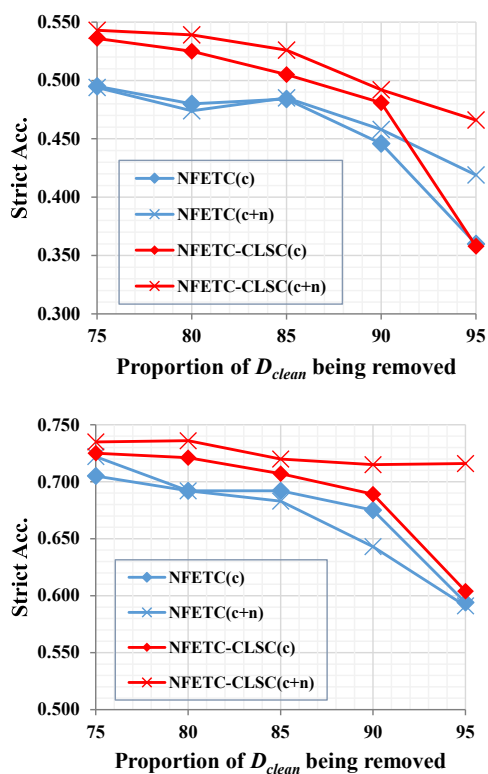 0.550
0.500
0.450
0.400
0.350
0.300
Strict Acc.
NFETC(c)
NFETC(c+n)
NFETC-CLSC(c)
NFETC-CLSC(c+n)
75 80 85 90 95
Proportion of D_clean being removed
0.750
0.700
0.650
0.600
0.550
0.500
Strict Acc.
NFETC(c)
NFETC(c+n)
NFETC-CLSC(c)
NFETC-CLSC(c+n)
75 80 85 90 95
Proportion of D_clean being removed